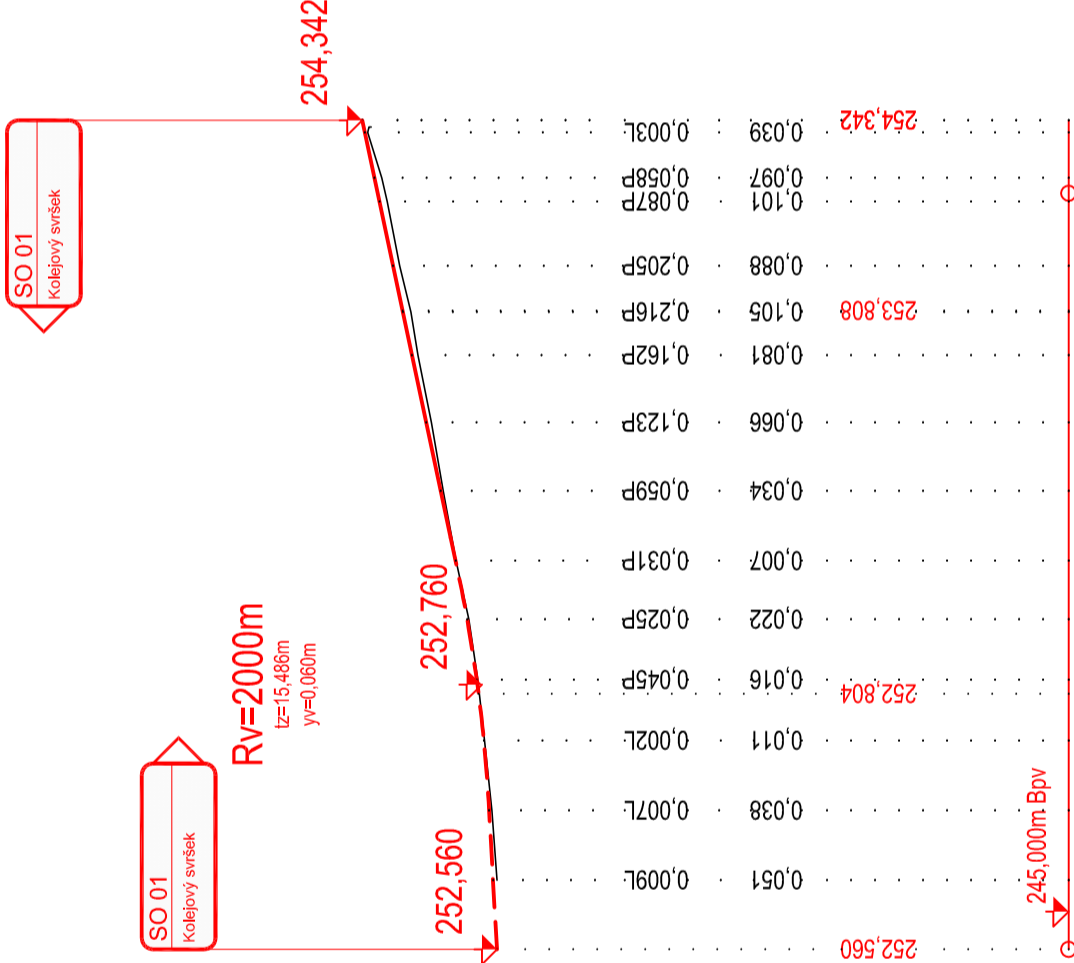 SO 01
Kolejový svršek
254,342
SO 01
Kolejový svršek
Rv=2000m
tz=15,486m
yv=0,060m
252,760
252,560
0,003L 0,039 254,342
0,058P 0,097
0,087P 0,101
0,205P 0,088
0,216P 0,105 253,808
0,162P 0,081
0,123P 0,066
0,059P 0,034
0,031P 0,007
0,025P 0,022
0,045P 0,016
252,804
0,002L 0,011
0,007L 0,038
0,009L 0,051
252,560
245,000m Bpv